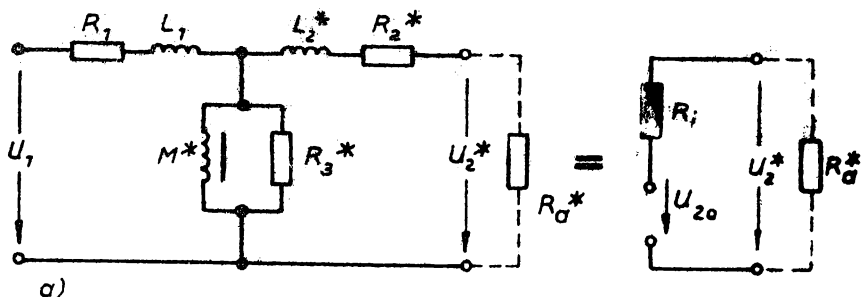 R₁ L₁ L₂* R₂*
U₁ M* R₃* U₂* Rₐ* = Rᵢ U₂₀ U₂* Rₐ*
a)